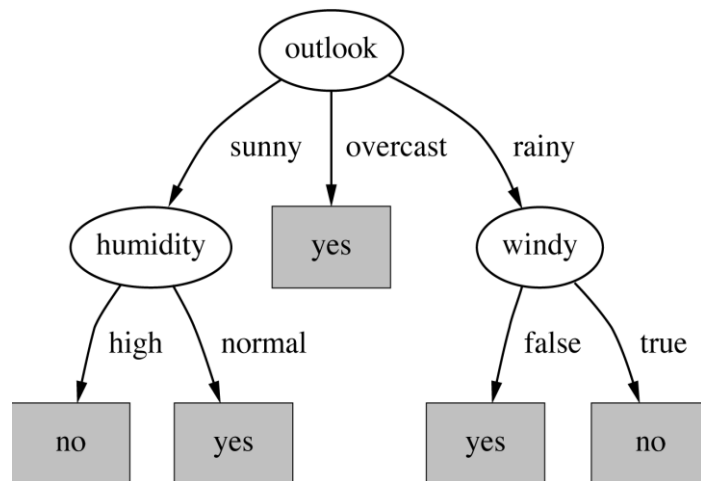 outlook
sunny overcast rainy
humidity yes windy
high normal false true
no yes yes no